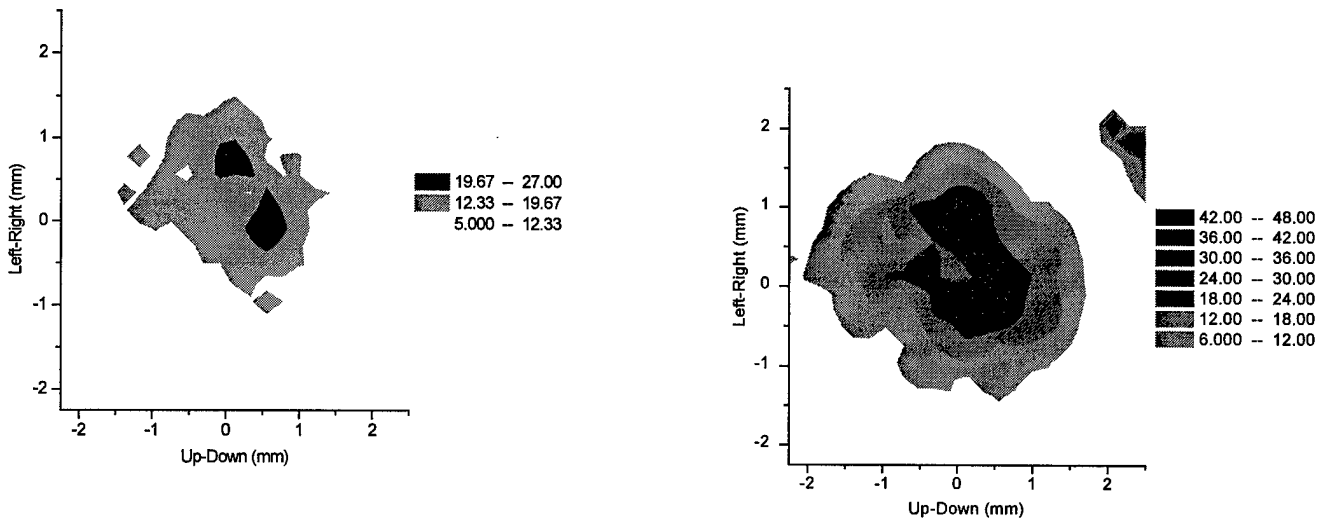 2
1
0
-1
-2
Left-Right (mm)
-2 -1 0 1 2
Up-Down (mm)
19.67 -- 27.00
12.33 -- 19.67
5.000 -- 12.33
2
1
0
-1
-2
Left-Right (mm)
-2 -1 0 1 2
Up-Down (mm)
42.00 -- 48.00
36.00 -- 42.00
30.00 -- 36.00
24.00 -- 30.00
18.00 -- 24.00
12.00 -- 18.00
6.000 -- 12.00